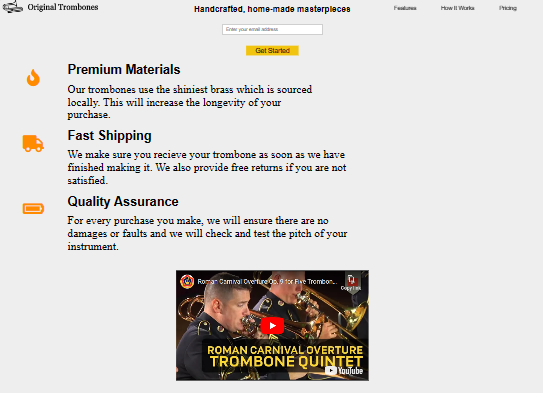 Original Trombones
Handcrafted, home-made masterpieces
Features
How It Works
Pricing
Enter your email address
Get Started
Premium Materials
Our trombones use the shiniest brass which is sourced
locally. This will increase the longevity of your
purchase.
Fast Shipping
We make sure you recieve your trombone as soon as we have
finished making it. We also provide free returns if you are not
satisfied.
Quality Assurance
For every purchase you make, we will ensure there are no
damages or faults and we will check and test the pitch of your
instrument.
Roman Carnival Overture Op. 9 for Five Trombon...
Copy link
ROMAN CARNIVAL OVERTURE
TROMBONE QUINTET
YouTube